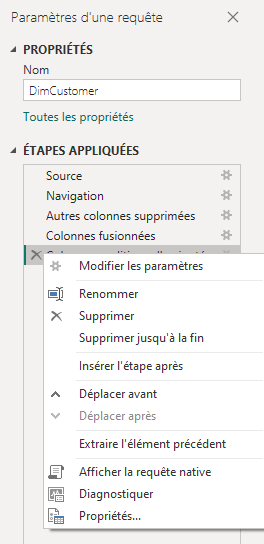 Paramètres d'une requête
PROPRIÉTÉS
Nom
DimCustomer
Toutes les propriétés
ÉTAPES APPLIQUÉES
Source
Navigation
Autres colonnes supprimées
Colonnes fusionnées
Modifier les paramètres
Renommer
Supprimer
Supprimer jusqu'à la fin
Insérer l'étape après
Déplacer avant
Déplacer après
Extraire l'élément précédent
Afficher la requête native
Diagnostiquer
Propriétés...